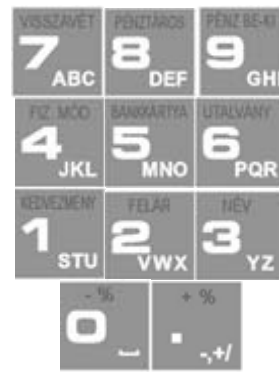 VISSZAVÉT PÉNZTÁROS PÉNZ BE-KI
7 ABC 8 DEF 9 GHI
FIZ. MÓD BANKKÁRTYA UTALVÁNY
4 JKL 5 MNO 6 PQR
KEDVEZMÉNY FELÁR NÉV
1 STU 2 VWX 3 YZ
- % + %
0 ⎵ . -,+/